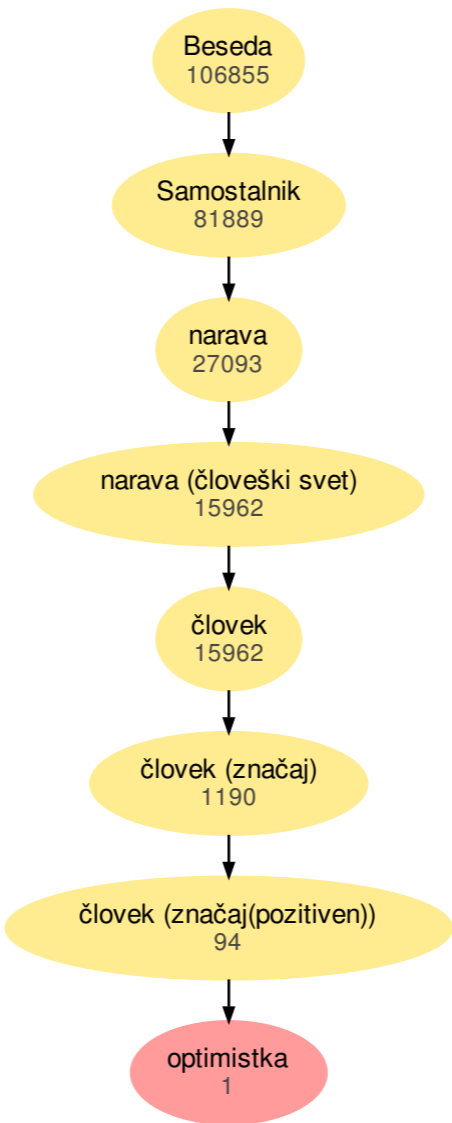 Beseda
106855
Samostalnik
81889
narava
27093
narava (človeški svet)
15962
človek
15962
človek (značaj)
1190
človek (značaj(pozitiven))
94
optimistka
1